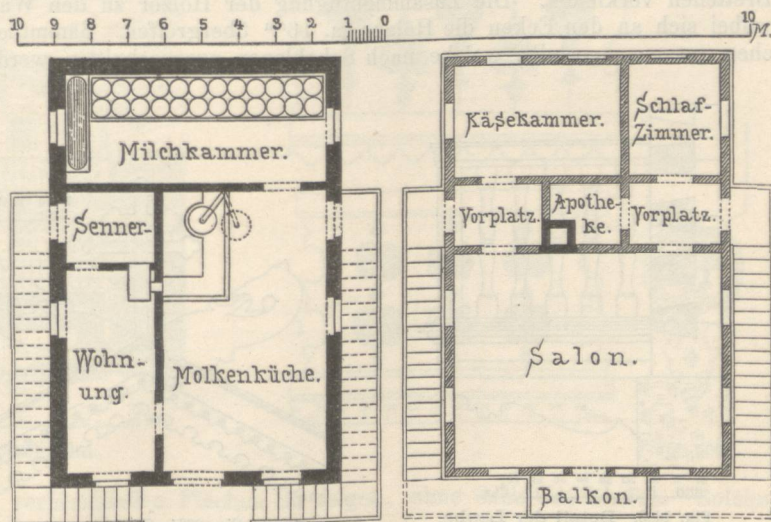 10 9 8 7 6 5 4 3 2 1 0 10 M.
Milchkammer.
Senner-
Wohn-
ung.
Molkenküche.
Käsekammer.
Schlaf-
Zimmer.
Vorplatz.
Apothe-
ke.
Vorplatz.
Salon.
Balkon.